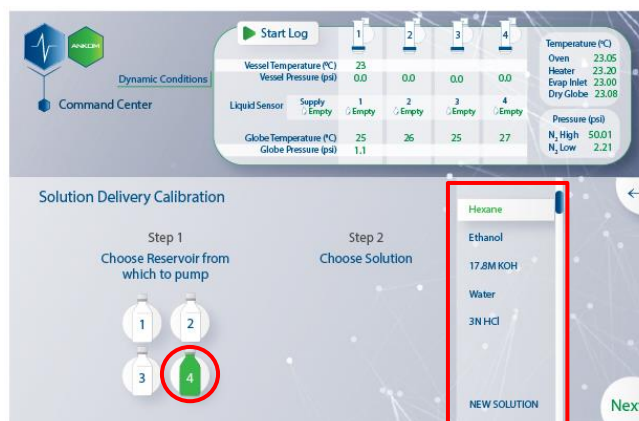 ANKOM
Command Center
Dynamic Conditions
Start Log 1 2 3 4
Vessel Temperature (°C) 23
Vessel Pressure (psi) 0.0 0.0 0.0 0.0
Liquid Sensor Supply Empty 1 Empty 2 Empty 3 Empty 4 Empty
Globe Temperature (°C) 25 26 25 27
Globe Pressure (psi) 1.1
Temperature (°C)
Oven 23.05
Heater 23.20
Evap Inlet 23.00
Dry Globe 23.08
Pressure (psi)
N₂ High 50.01
N₂ Low 2.21
Solution Delivery Calibration
Step 1
Choose Reservoir from
which to pump
1 2
3 4
Step 2
Choose Solution
Hexane
Ethanol
17.8M KOH
Water
3N HCl
NEW SOLUTION
Next